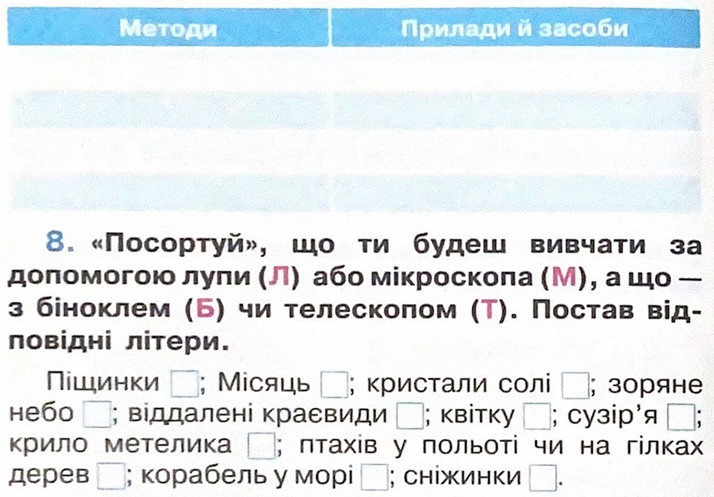 Методи Прилади й засоби
8. «Посортуй», що ти будеш вивчати за
допомогою лупи (Л) або мікроскопа (М), а що —
з біноклем (Б) чи телескопом (Т). Постав від-
повідні літери.
Піщинки □; Місяць □; кристали солі □; зоряне
небо □; віддалені краєвиди □; квітку □; сузір’я □;
крило метелика □; птахів у польоті чи на гілках
дерев □; корабель у морі □; сніжинки □.